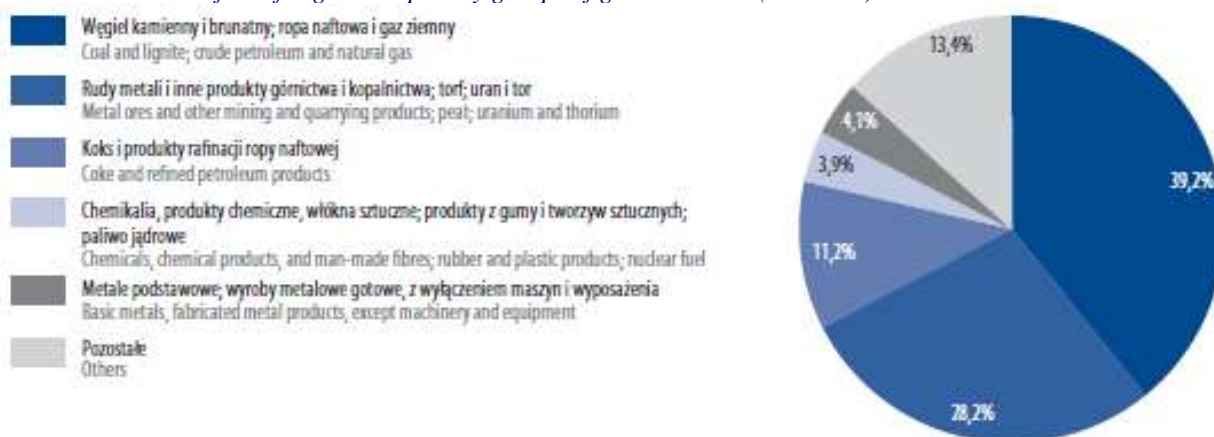 Węgiel kamienny i brunatny; ropa naftowa i gaz ziemny
Coal and lignite; crude petroleum and natural gas
Rudy metali i inne produkty górnictwa i kopalnictwa; torf; uran i tor
Metal ores and other mining and quarrying products; peat; uranium and thorium
Koks i produkty rafinacji ropy naftowej
Coke and refined petroleum products
Chemikalia, produkty chemiczne, włókna sztuczne; produkty z gumy i tworzyw sztucznych;
paliwo jądrowe
Chemicals, chemical products, and man-made fibres; rubber and plastic products; nuclear fuel
Metale podstawowe; wyroby metalowe gotowe, z wyłączeniem maszyn i wyposażenia
Basic metals, fabricated metal products, except machinery and equipment
Pozostałe
Others
13,4%
4,1%
3,9%
11,2%
28,2%
39,2%